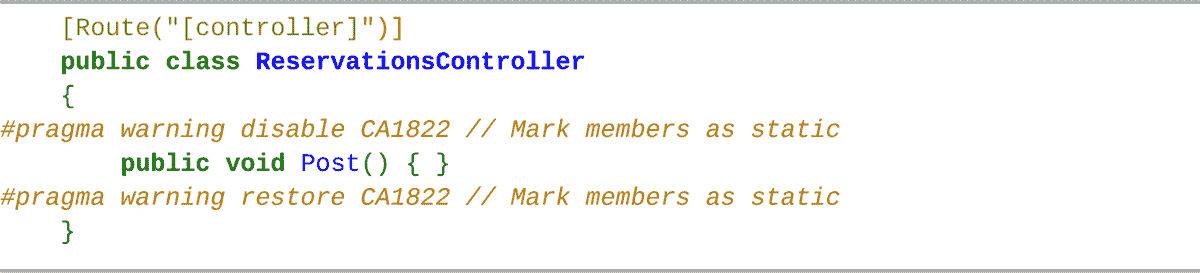 [Route("[controller]")]
public class ReservationsController
{
#pragma warning disable CA1822 // Mark members as static
public void Post() { }
#pragma warning restore CA1822 // Mark members as static
}